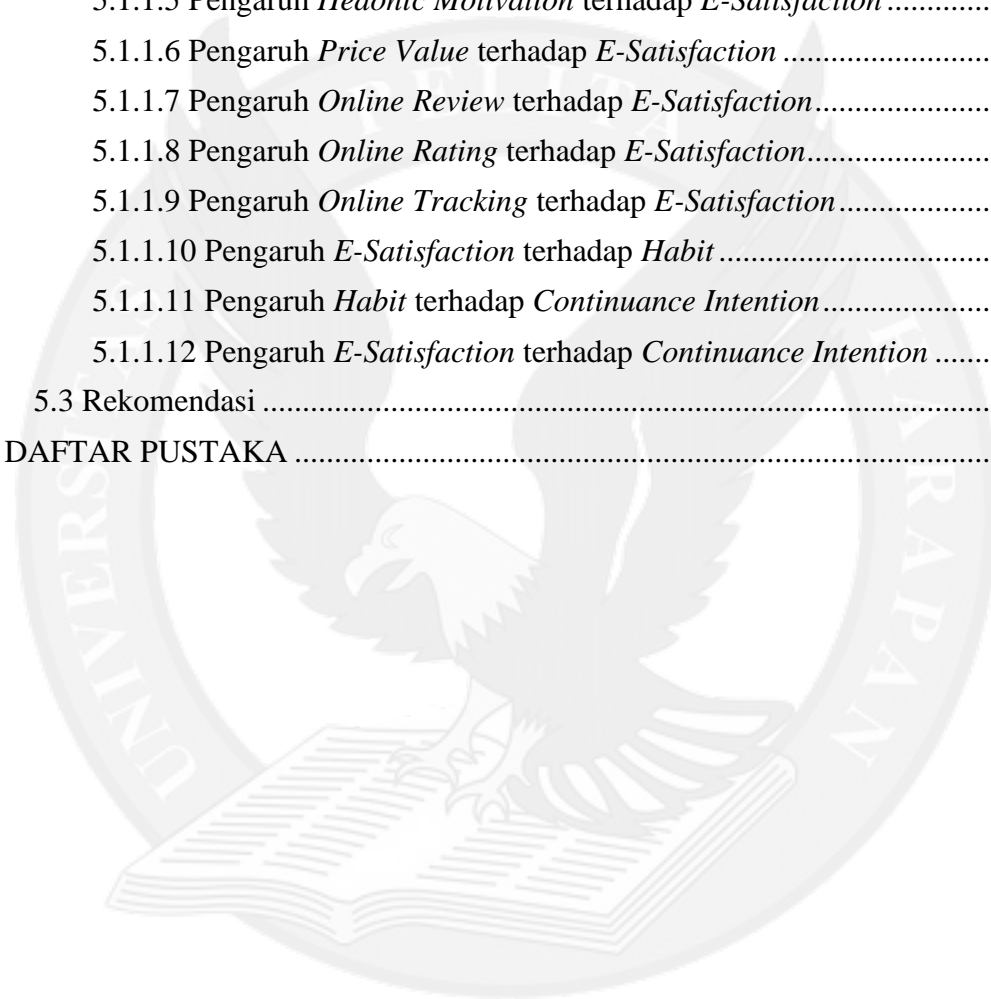 5.1.1.5 Pengaruh Hedonic Motivation terhadap E-Satisfaction .............
5.1.1.6 Pengaruh Price Value terhadap E-Satisfaction ..........................
5.1.1.7 Pengaruh Online Review terhadap E-Satisfaction......................
5.1.1.8 Pengaruh Online Rating terhadap E-Satisfaction.......................
5.1.1.9 Pengaruh Online Tracking terhadap E-Satisfaction...................
5.1.1.10 Pengaruh E-Satisfaction terhadap Habit..................................
5.1.1.11 Pengaruh Habit terhadap Continuance Intention.....................
5.1.1.12 Pengaruh E-Satisfaction terhadap Continuance Intention .......
5.3 Rekomendasi ...........................................................................................
DAFTAR PUSTAKA .......................................................................................
UNIVERSITAS PELITA HARAPAN